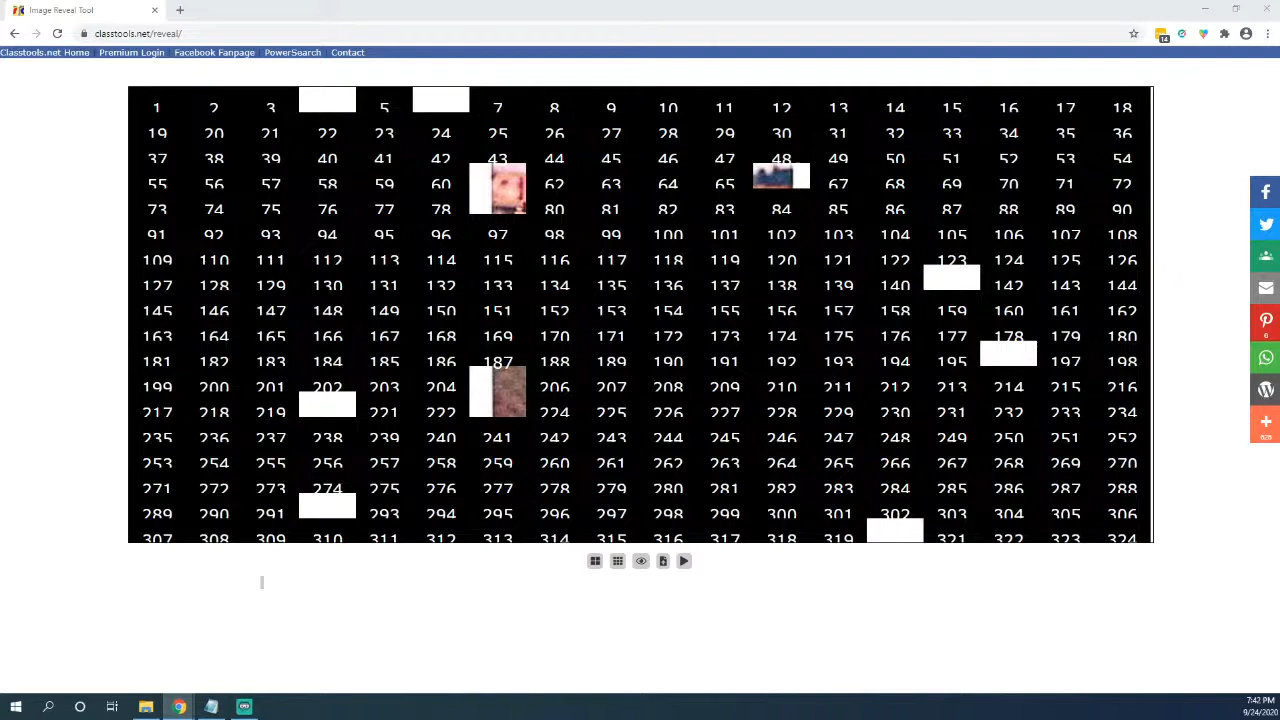 Image Reveal Tool
classtools.net/reveal/
14
Classtools.net Home Premium Login Facebook Fanpage PowerSearch Contact
1 2 3 5 7 8 9 10 11 12 13 14 15 16 17 18
19 20 21 22 23 24 25 26 27 28 29 30 31 32 33 34 35 36
37 38 39 40 41 42 43 44 45 46 47 48 49 50 51 52 53 54
55 56 57 58 59 60 62 63 64 65 67 68 69 70 71 72
73 74 75 76 77 78 80 81 82 83 84 85 86 87 88 89 90
91 92 93 94 95 96 97 98 99 100 101 102 103 104 105 106 107 108
109 110 111 112 113 114 115 116 117 118 119 120 121 122 123 124 125 126
127 128 129 130 131 132 133 134 135 136 137 138 139 140 142 143 144
145 146 147 148 149 150 151 152 153 154 155 156 157 158 159 160 161 162
163 164 165 166 167 168 169 170 171 172 173 174 175 176 177 178 179 180
181 182 183 184 185 186 187 188 189 190 191 192 193 194 195 197 198
199 200 201 202 203 204 206 207 208 209 210 211 212 213 214 215 216
217 218 219 221 222 224 225 226 227 228 229 230 231 232 233 234
235 236 237 238 239 240 241 242 243 244 245 246 247 248 249 250 251 252
253 254 255 256 257 258 259 260 261 262 263 264 265 266 267 268 269 270
271 272 273 274 275 276 277 278 279 280 281 282 283 284 285 286 287 288
289 290 291 293 294 295 296 297 298 299 300 301 302 303 304 305 306
307 308 309 310 311 312 313 314 315 316 317 318 319 321 322 323 324
6
626
7:42 PM
9/24/2020